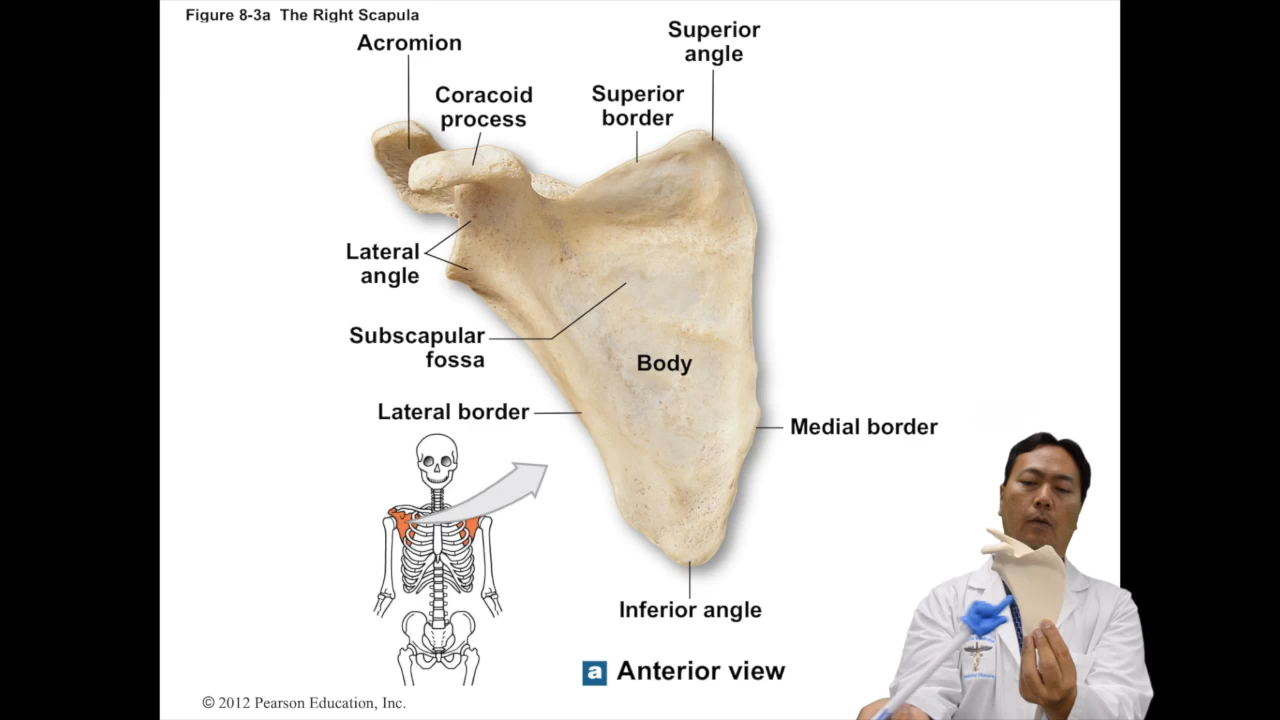 Figure 8-3a The Right Scapula
Acromion
Superior
angle
Coracoid
process
Superior
border
Lateral
angle
Subscapular
fossa
Body
Lateral border
Medial border
Inferior angle
a Anterior view
© 2012 Pearson Education, Inc.